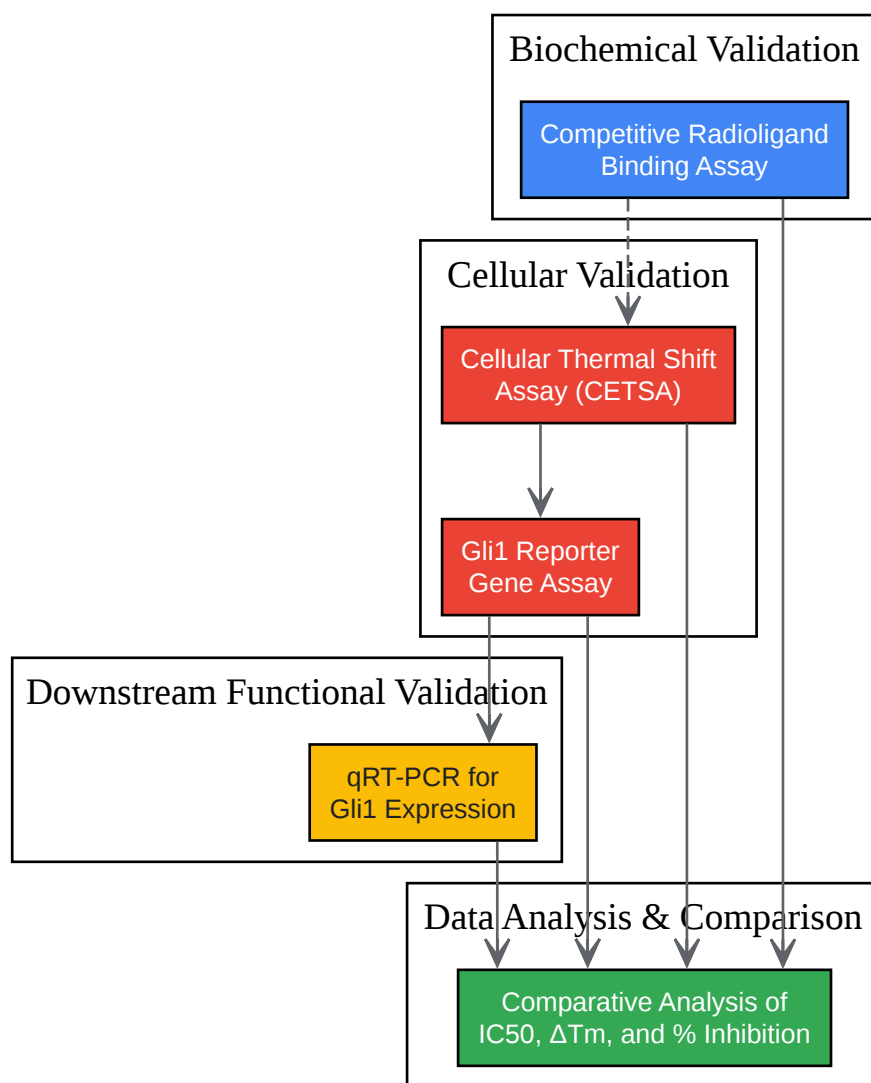 Biochemical Validation
Competitive Radioligand
Binding Assay
Cellular Validation
Cellular Thermal Shift
Assay (CETSA)
Gli1 Reporter
Gene Assay
Downstream Functional Validation
qRT-PCR for
Gli1 Expression
Data Analysis & Comparison
Comparative Analysis of
IC50, ΔTm, and % Inhibition